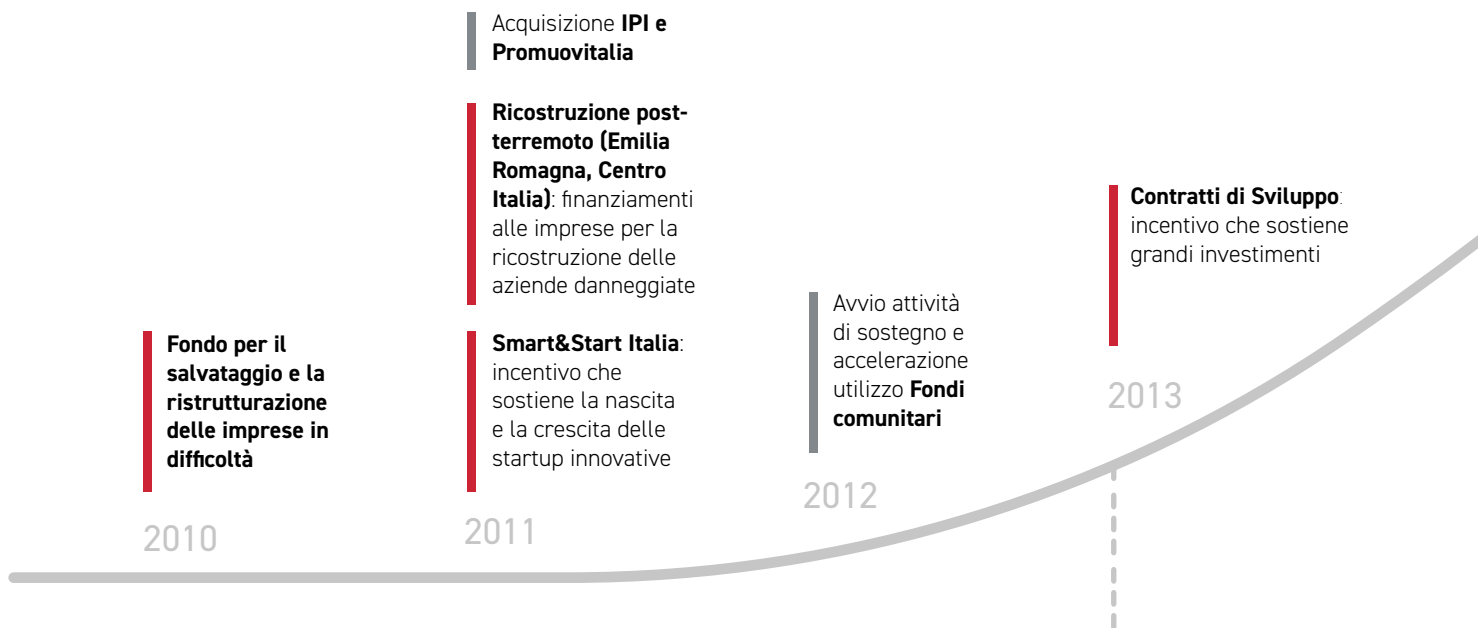 Fondo per il
salvataggio e la
ristrutturazione
delle imprese in
difficoltà
2010
Acquisizione IPI e
Promuovitalia
Ricostruzione post-
terremoto (Emilia
Romagna, Centro
Italia): finanziamenti
alle imprese per la
ricostruzione delle
aziende danneggiate
Smart&Start Italia:
incentivo che
sostiene la nascita
e la crescita delle
startup innovative
2011
Avvio attività
di sostegno e
accelerazione
utilizzo Fondi
comunitari
2012
Contratti di Sviluppo:
incentivo che sostiene
grandi investimenti
2013